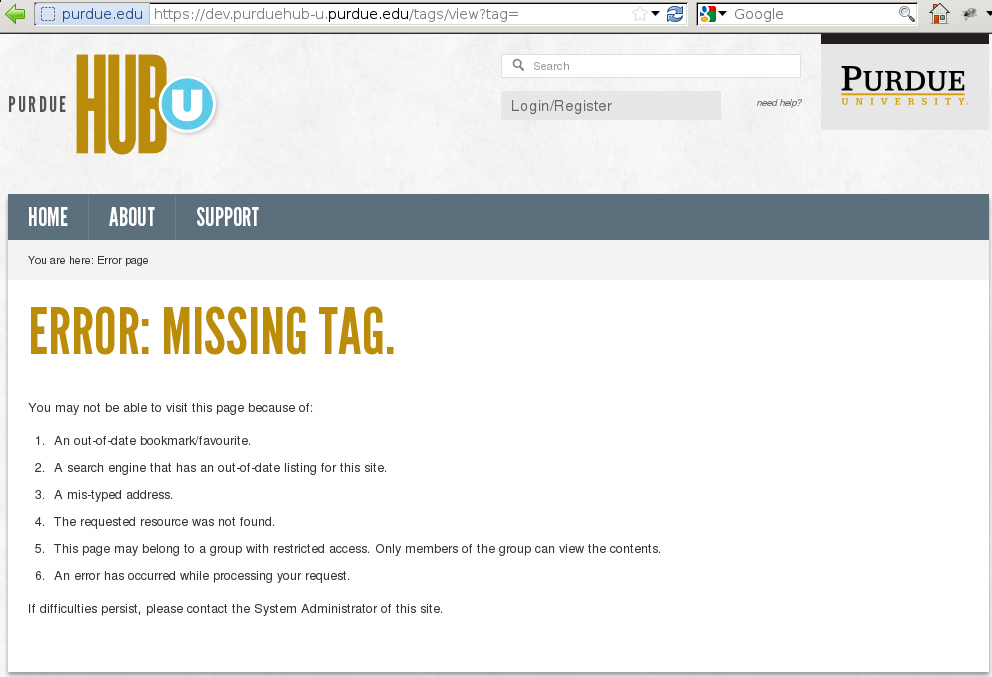 purdue.edu https://dev.purduehub-u.purdue.edu/tags/view?tag= Google
PURDUE HUB U
Search
Login/Register need help?
PURDUE
UNIVERSITY.
HOME ABOUT SUPPORT
You are here: Error page
ERROR: MISSING TAG.
You may not be able to visit this page because of:
1. An out-of-date bookmark/favourite.
2. A search engine that has an out-of-date listing for this site.
3. A mis-typed address.
4. The requested resource was not found.
5. This page may belong to a group with restricted access. Only members of the group can view the contents.
6. An error has occurred while processing your request.
If difficulties persist, please contact the System Administrator of this site.